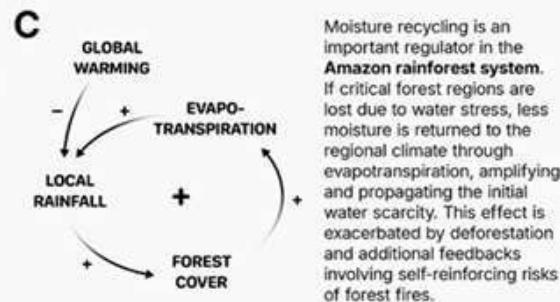 C
GLOBAL
WARMING
−
+
EVAPO-
TRANSPIRATION
LOCAL
RAINFALL
+
+
+
FOREST
COVER
Moisture recycling is an
important regulator in the
Amazon rainforest system.
If critical forest regions are
lost due to water stress, less
moisture is returned to the
regional climate through
evapotranspiration, amplifying
and propagating the initial
water scarcity. This effect is
exacerbated by deforestation
and additional feedbacks
involving self-reinforcing risks
of forest fires.